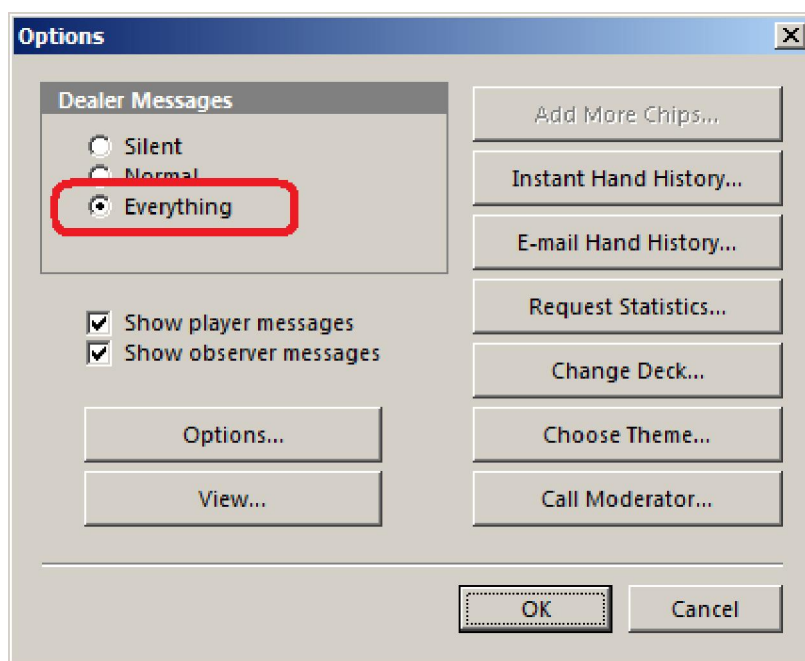 Options
Dealer Messages
Silent
Normal
Everything
Show player messages
Show observer messages
Options...
View...
Add More Chips...
Instant Hand History...
E-mail Hand History...
Request Statistics...
Change Deck...
Choose Theme...
Call Moderator...
OK
Cancel